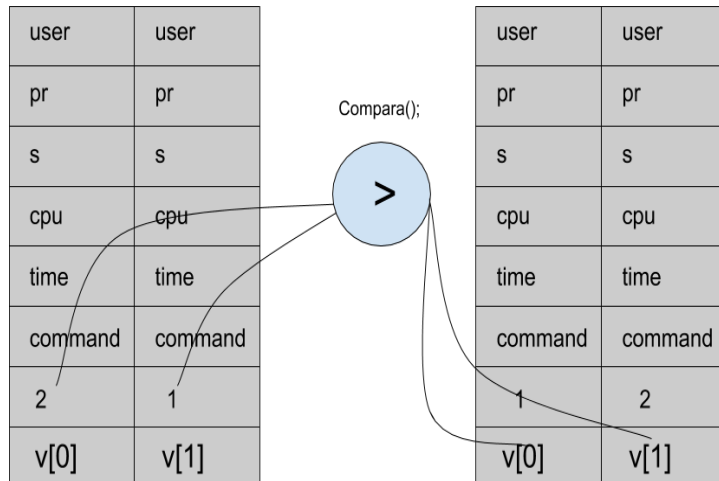 user user
pr pr
s s
cpu cpu
time time
command command
2 1
v[0] v[1]
Compara();
>
user user
pr pr
s s
cpu cpu
time time
command command
1 2
v[0] v[1]